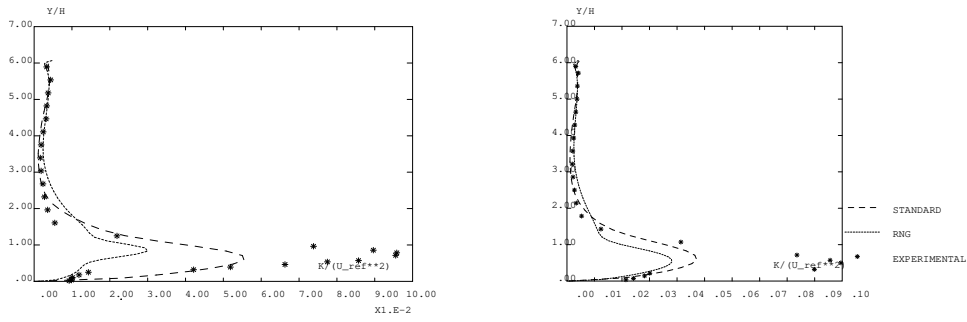 Y/H
7.00
6.00
5.00
4.00
3.00
2.00
1.00
.00
K/(U_ref**2)
.00 1.00 2.00 3.00 4.00 5.00 6.00 7.00 8.00 9.00 10.00
X1.E-2
Y/H
7.00
6.00
5.00
4.00
3.00
2.00
1.00
.00
K/(U_ref**2)
.00 .01 .02 .03 .04 .05 .06 .07 .08 .09 .10
STANDARD
RNG
EXPERIMENTAL